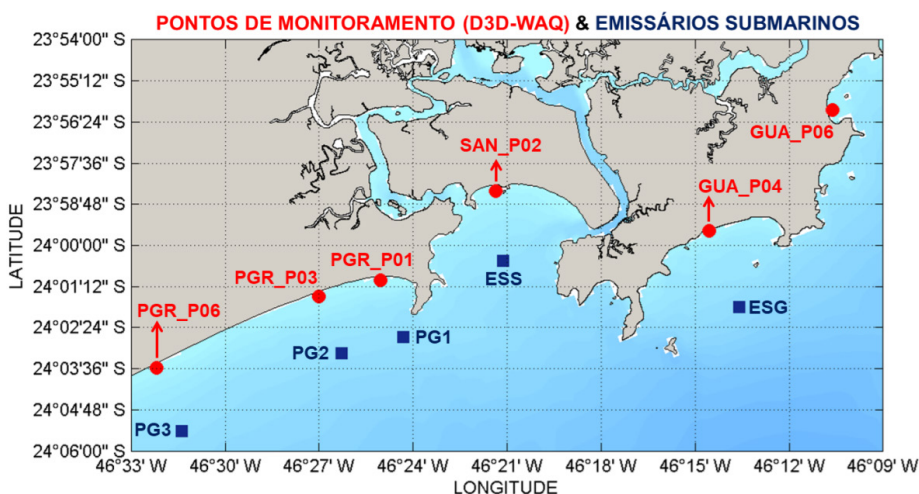 PONTOS DE MONITORAMENTO (D3D-WAQ) & EMISSÁRIOS SUBMARINOS
23°54'00" S
23°55'12" S
23°56'24" S
23°57'36" S
23°58'48" S
24°00'00" S
24°01'12" S
24°02'24" S
24°03'36" S
24°04'48" S
24°06'00" S
LATITUDE
GUA_P06
SAN_P02
GUA_P04
PGR_P01
ESS
PGR_P03
PGR_P06
ESG
PG1
PG2
PG3
46°33'W 46°30'W 46°27'W 46°24'W 46°21'W 46°18'W 46°15'W 46°12'W 46°09'W
LONGITUDE